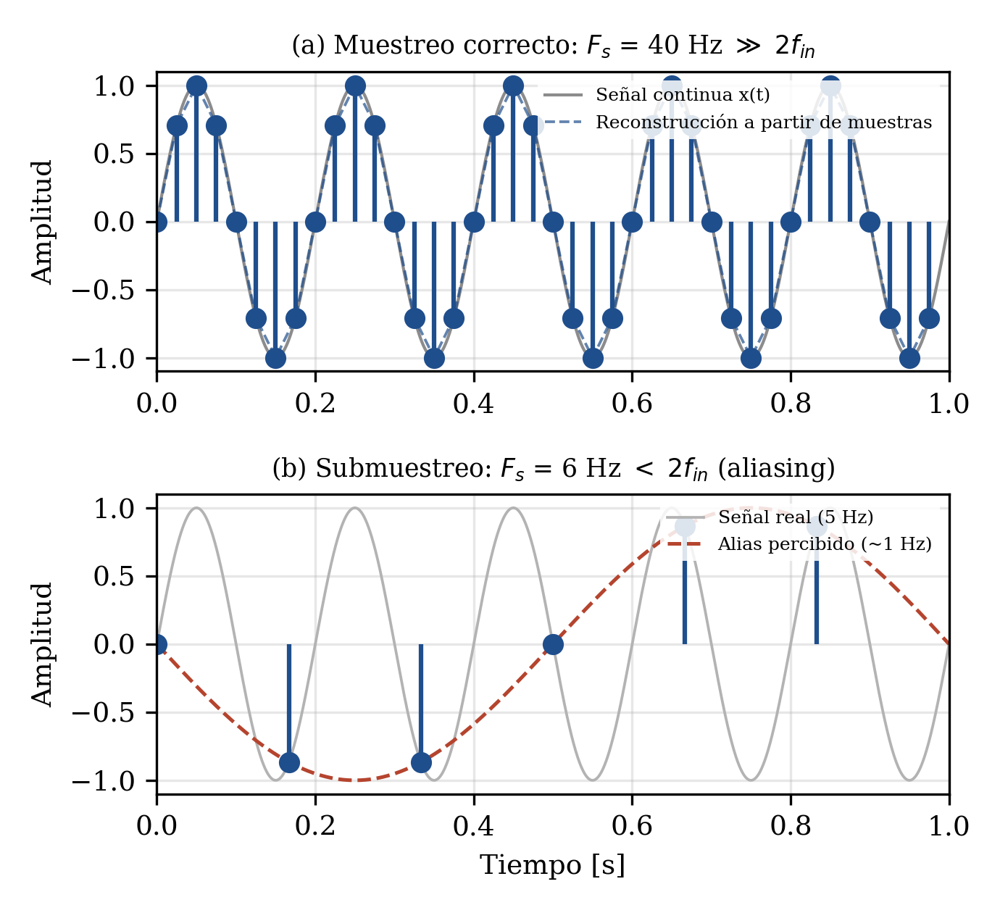 (a) Muestreo correcto: Fs = 40 Hz ≫ 2fin
1.0
0.5
0.0
−0.5
−1.0
Amplitud
Señal continua x(t)
Reconstrucción a partir de muestras
0.0 0.2 0.4 0.6 0.8 1.0
(b) Submuestreo: Fs = 6 Hz < 2fin (aliasing)
1.0
0.5
0.0
−0.5
−1.0
Amplitud
Señal real (5 Hz)
Alias percibido (~1 Hz)
0.0 0.2 0.4 0.6 0.8 1.0
Tiempo [s]